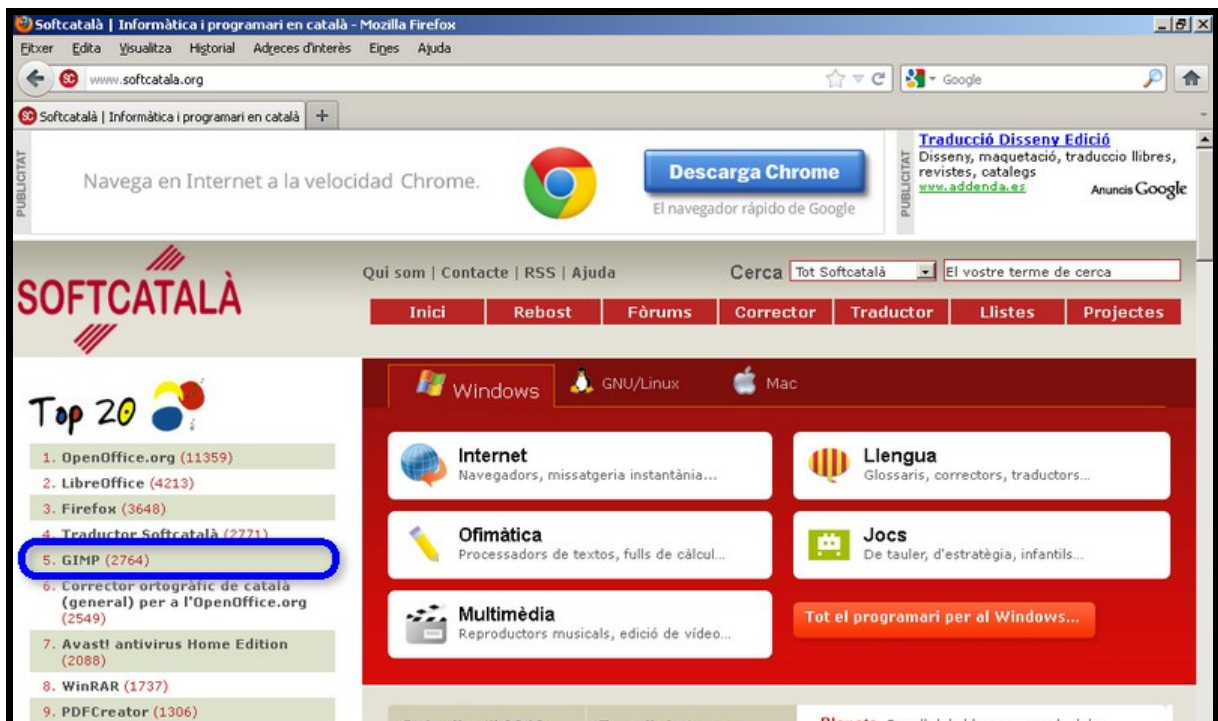 Softcatalà | Informàtica i programari en català - Mozilla Firefox
Fitxer Edita Visualitza Historial Adreces d'interès Eines Ajuda
www.softcatala.org
Google
Softcatalà | Informàtica i programari en català
PUBLICITAT
Navega en Internet a la velocidad Chrome.
Descarga Chrome
El navegador rápido de Google
PUBLICITAT
Traducció Disseny Edició
Disseny, maquetació, traduccio llibres,
revistes, catalegs
www.addenda.es
Anuncis Google
SOFTCATALÀ
Qui som | Contacte | RSS | Ajuda
Cerca
Tot Softcatalà
El vostre terme de cerca
Inici Rebost Fòrums Corrector Traductor Llistes Projectes
Top 20
1. OpenOffice.org (11359)
2. LibreOffice (4213)
3. Firefox (3648)
4. Traductor Softcatalà (2771)
5. GIMP (2764)
6. Corrector ortogràfic de català
(general) per a l'OpenOffice.org
(2549)
7. Avast! antivirus Home Edition
(2088)
8. WinRAR (1737)
9. PDFCreator (1306)
Windows GNU/Linux Mac
Internet
Navegadors, missatgeria instantània...
Llengua
Glossaris, correctors, traductors...
Ofimàtica
Processadors de textos, fulls de càlcul...
Jocs
De tauler, d'estratègia, infantils...
Multimèdia
Reproductors musicals, edició de vídeo...
Tot el programari per al Windows...